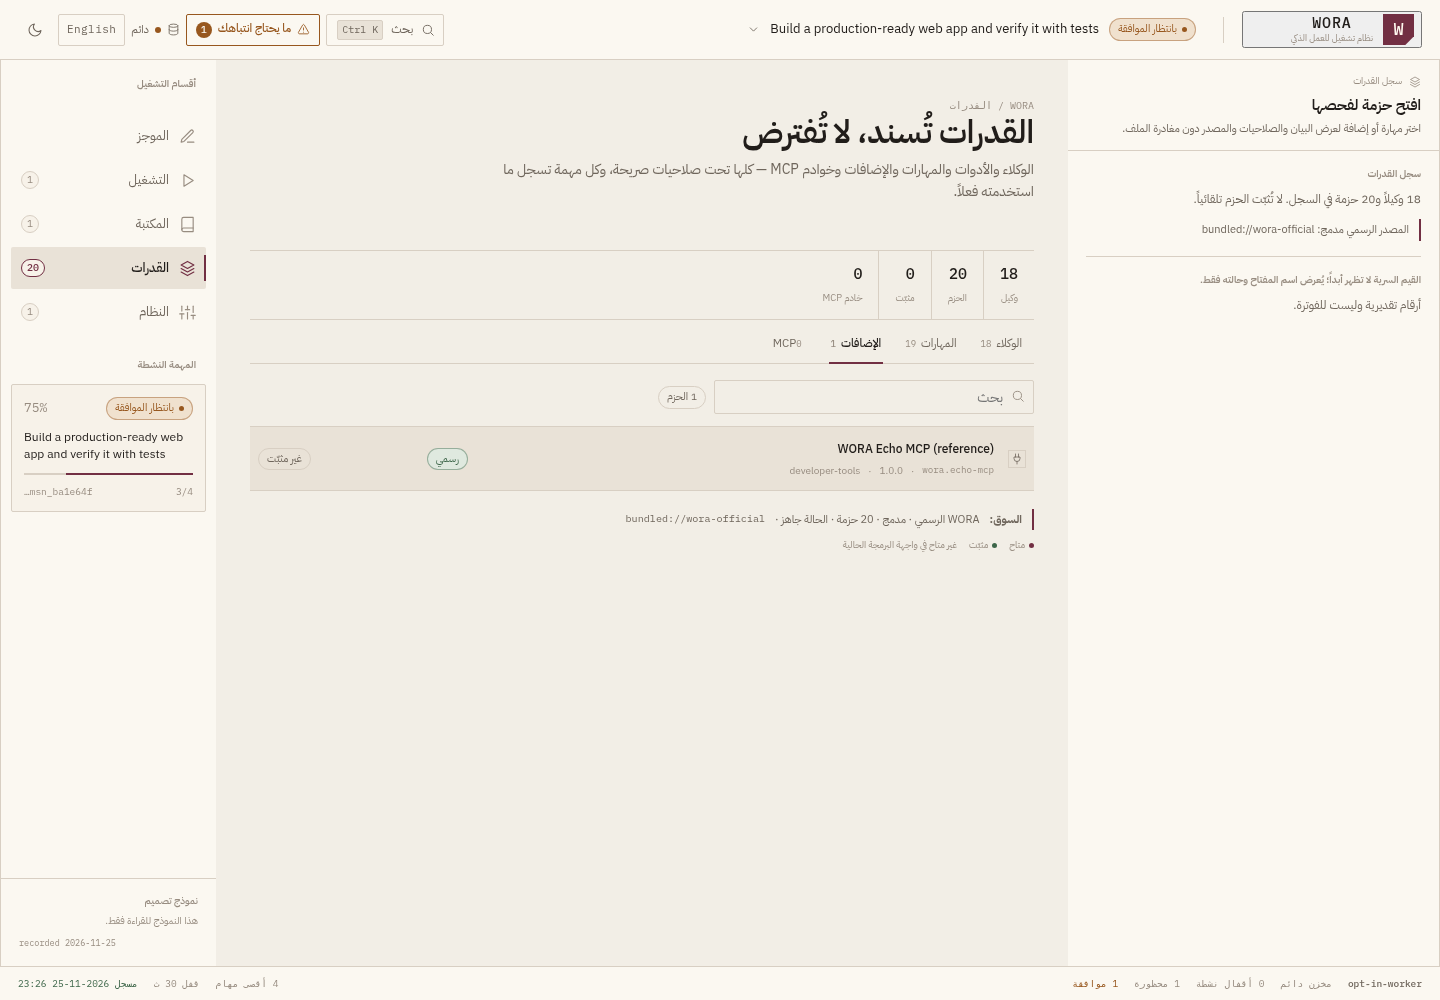 W
WORA
نظام تشغيل للعمل الذكي
بانتظار الموافقة
Build a production-ready web app and verify it with tests
بحث
Ctrl K
ما يحتاج انتباهك
1
دائم
English
سجل القدرات
افتح حزمة لفحصها
اختر مهارة أو إضافة لعرض البيان والصلاحيات والمصدر دون مغادرة الملف.
سجل القدرات
18 وكيلاً و20 حزمة في السجل. لا تُثبّت الحزم تلقائياً.
المصدر الرسمي مدمج: bundled://wora-official
القيم السرية لا تظهر أبداً؛ يُعرض اسم المفتاح وحالته فقط.
أرقام تقديرية وليست للفوترة.
WORA / القدرات
القدرات تُسند، لا تُفترض
الوكلاء والأدوات والمهارات والإضافات وخوادم MCP — كلها تحت صلاحيات صريحة، وكل مهمة تسجل ما
استخدمته فعلاً.
18
وكيل
20
الحزم
0
مثبّت
0
خادم MCP
الوكلاء 18
المهارات 19
الإضافات 1
MCP0
بحث
1 الحزم
WORA Echo MCP (reference)
wora.echo-mcp · 1.0.0 · developer-tools
رسمي
غير مثبّت
السوق: WORA الرسمي · مدمج · 20 حزمة · الحالة جاهز · bundled://wora-official
متاح
مثبّت
غير متاح في واجهة البرمجة الحالية
أقسام التشغيل
الموجز
التشغيل
1
المكتبة
1
القدرات
20
النظام
1
المهمة النشطة
بانتظار الموافقة
75%
Build a production-ready web
app and verify it with tests
3/4
…msn_ba1e64f
نموذج تصميم
هذا النموذج للقراءة فقط.
recorded 2026-11-25
opt-in-worker
مخزن دائم
0 أقفال نشطة
1 محظورة
1 موافقة
4 أقصى مهام
قفل 30 ث
مسجل 2026-11-25 23:26